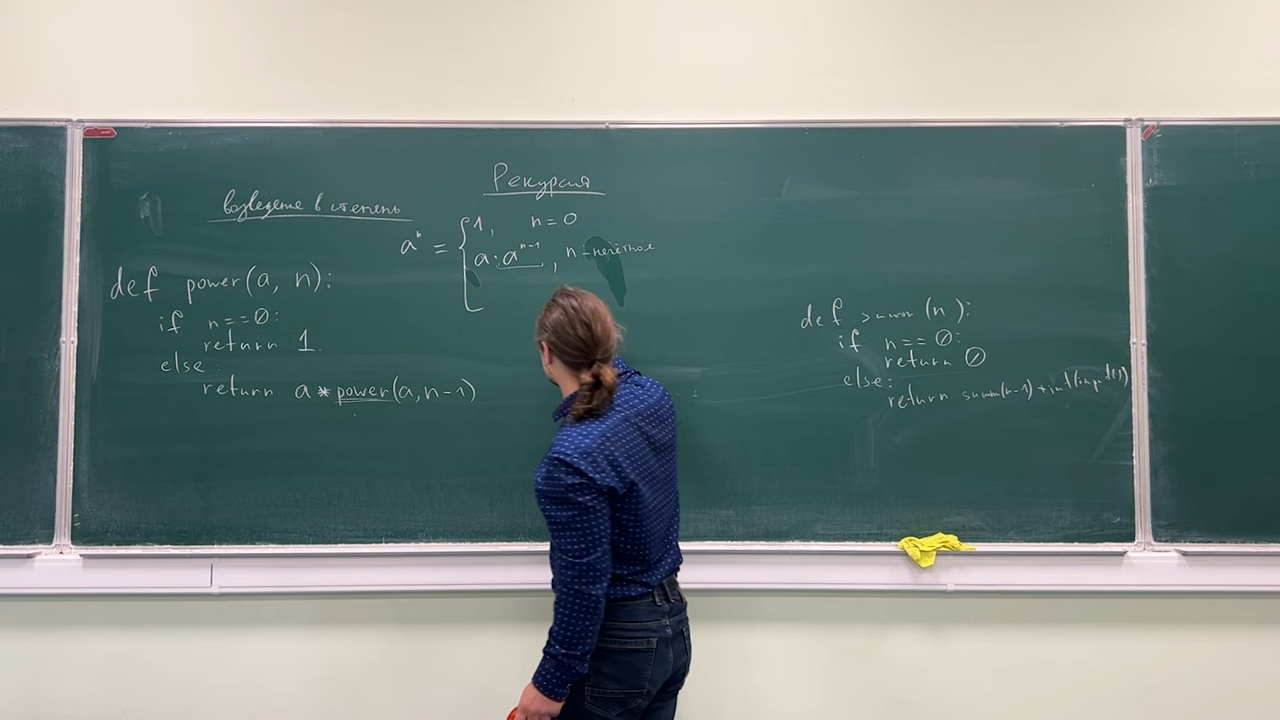 Рекурсия
возведение в степень
aⁿ = { 1, n=0
a·aⁿ⁻¹, n-нечётное
def power(a, n):
if n==0:
return 1.
else:
return a*power(a,n-1)
def summ(n):
if n==0:
return 0
else:
return summ(n-1)+int(input())